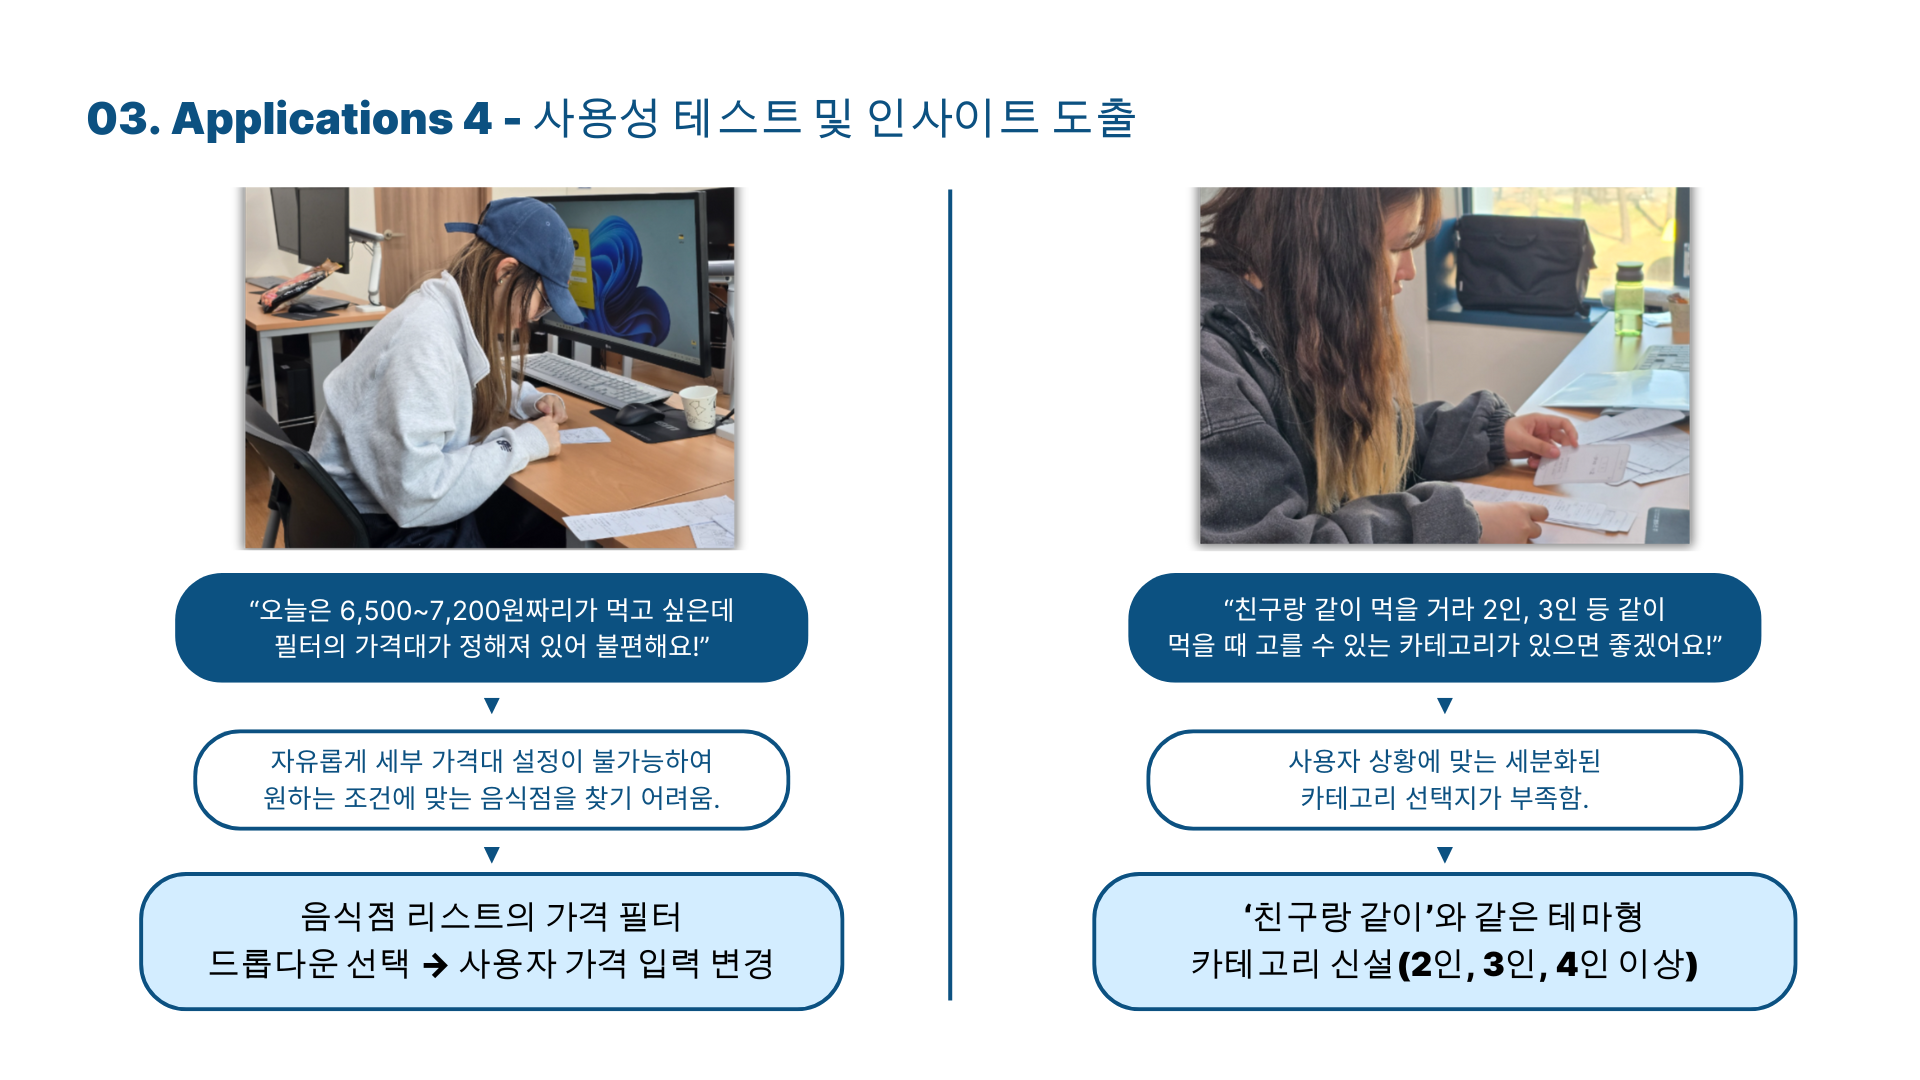 03. Applications 4 - 사용성 테스트 및 인사이트 도출
“오늘은 6,500~7,200원짜리가 먹고 싶은데
필터의 가격대가 정해져 있어 불편해요!”
▼
자유롭게 세부 가격대 설정이 불가능하여
원하는 조건에 맞는 음식점을 찾기 어려움.
▼
음식점 리스트의 가격 필터
드롭다운 선택 → 사용자 가격 입력 변경
“친구랑 같이 먹을 거라 2인, 3인 등 같이
먹을 때 고를 수 있는 카테고리가 있으면 좋겠어요!”
▼
사용자 상황에 맞는 세분화된
카테고리 선택지가 부족함.
▼
‘친구랑 같이’와 같은 테마형
카테고리 신설(2인, 3인, 4인 이상)